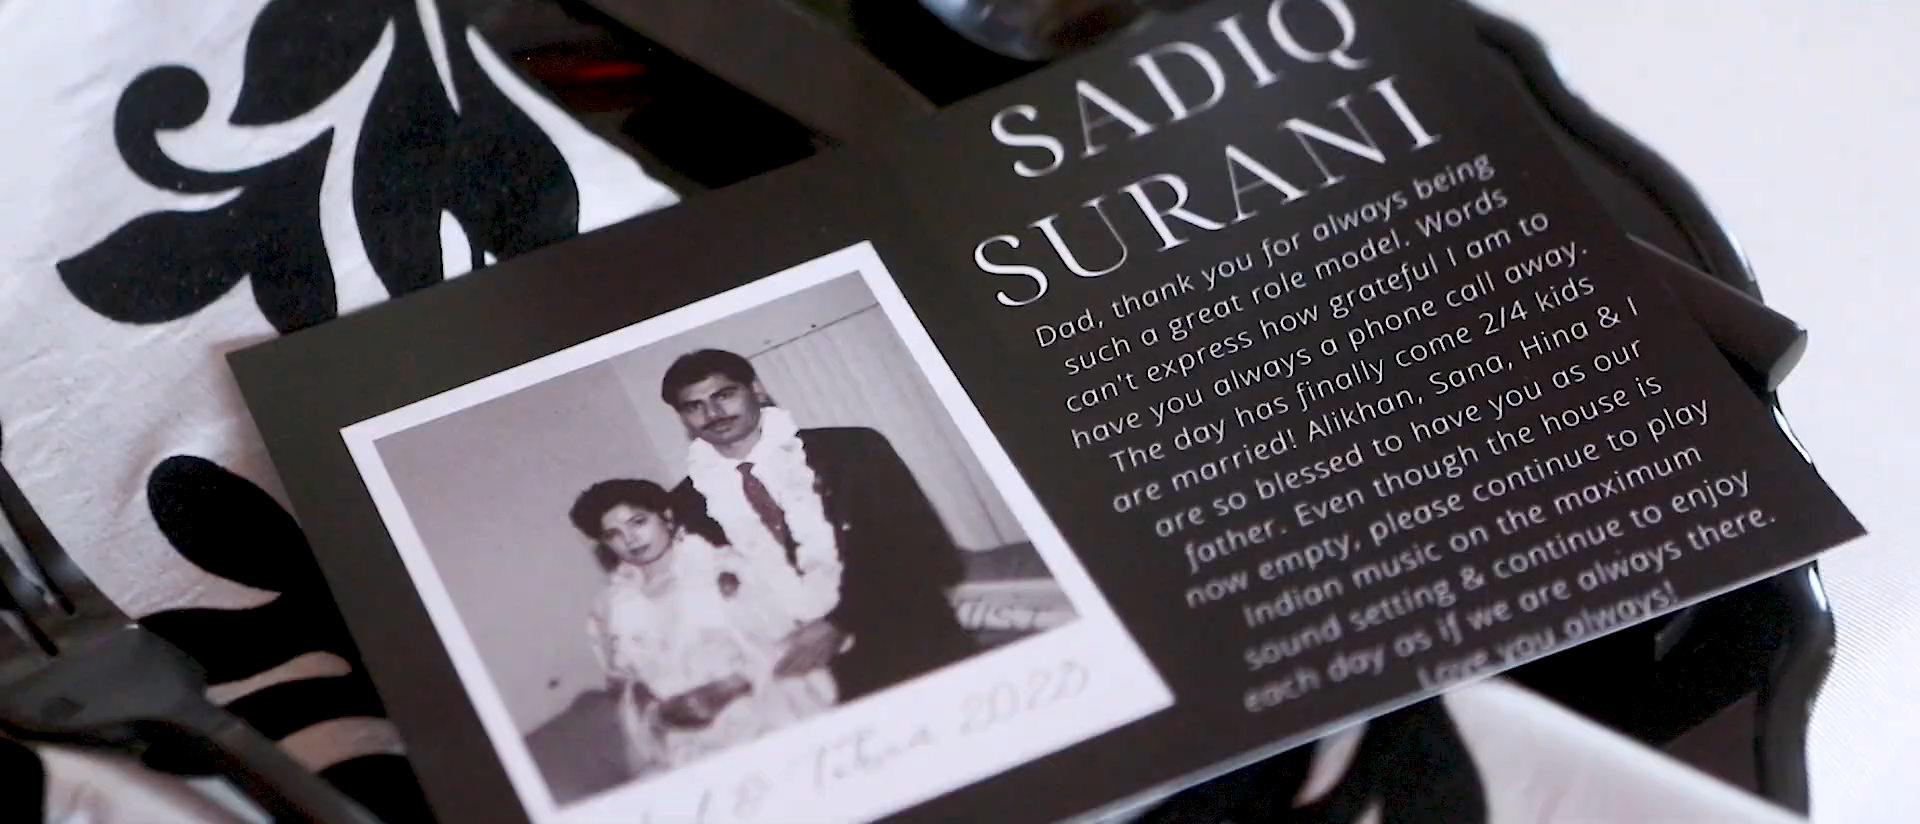 SADIQ
SURANI
Dad, thank you for always being
such a great role model. Words
can't express how grateful I am to
have you always a phone call away.
The day has finally come 2/4 kids
are married! Alikhan, Sana, Hina & I
are so blessed to have you as our
father. Even though the house is
now empty, please continue to play
Indian music on the maximum
sound setting & continue to enjoy
each day as if we are always there.
Love you always!
& 2022